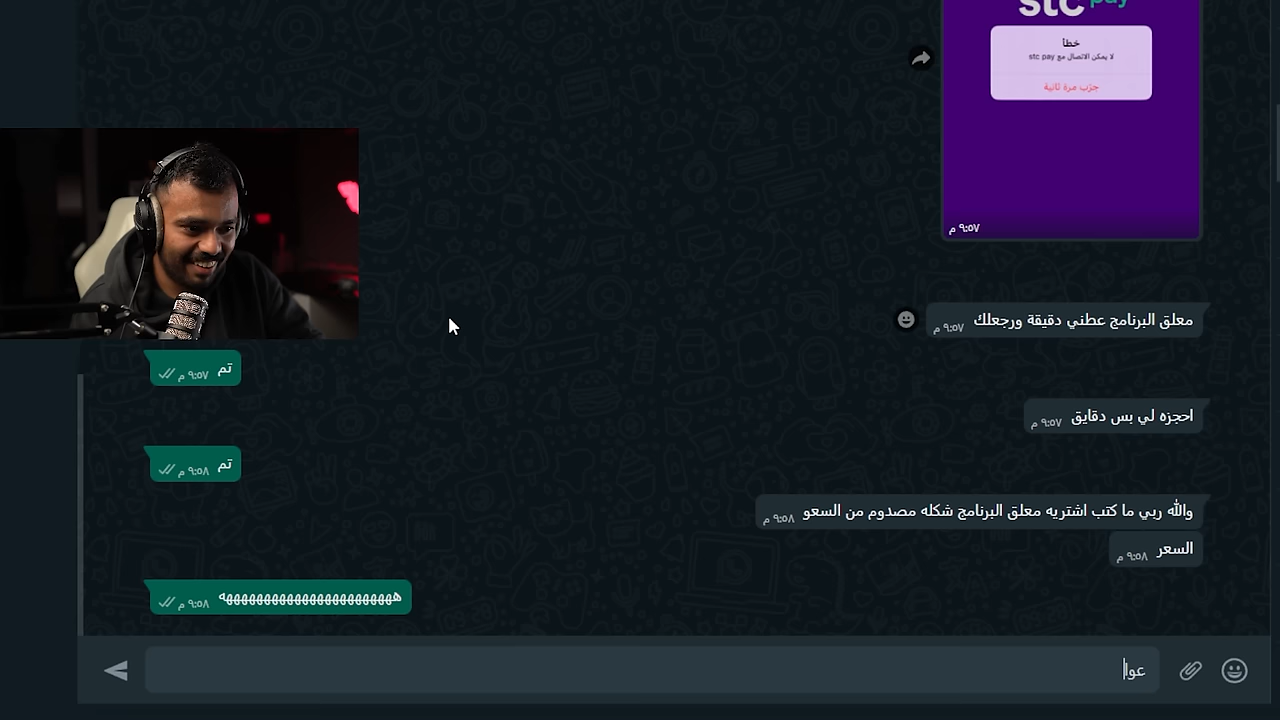 stc pay
خطأ
لا يمكن الاتصال مع stc pay
جرّب مرة ثانية
٩:٥٧ م
معلق البرنامج عطني دقيقة ورجعلك ٩:٥٧ م
تم ٩:٥٧ م
احجزه لي بس دقايق ٩:٥٧ م
تم ٩:٥٨ م
والله ربي ما كتب اشتريه معلق البرنامج شكله مصدوم من السعو ٩:٥٨ م
السعر ٩:٥٨ م
هههههههههههههههههههههههه ٩:٥٨ م
عوا